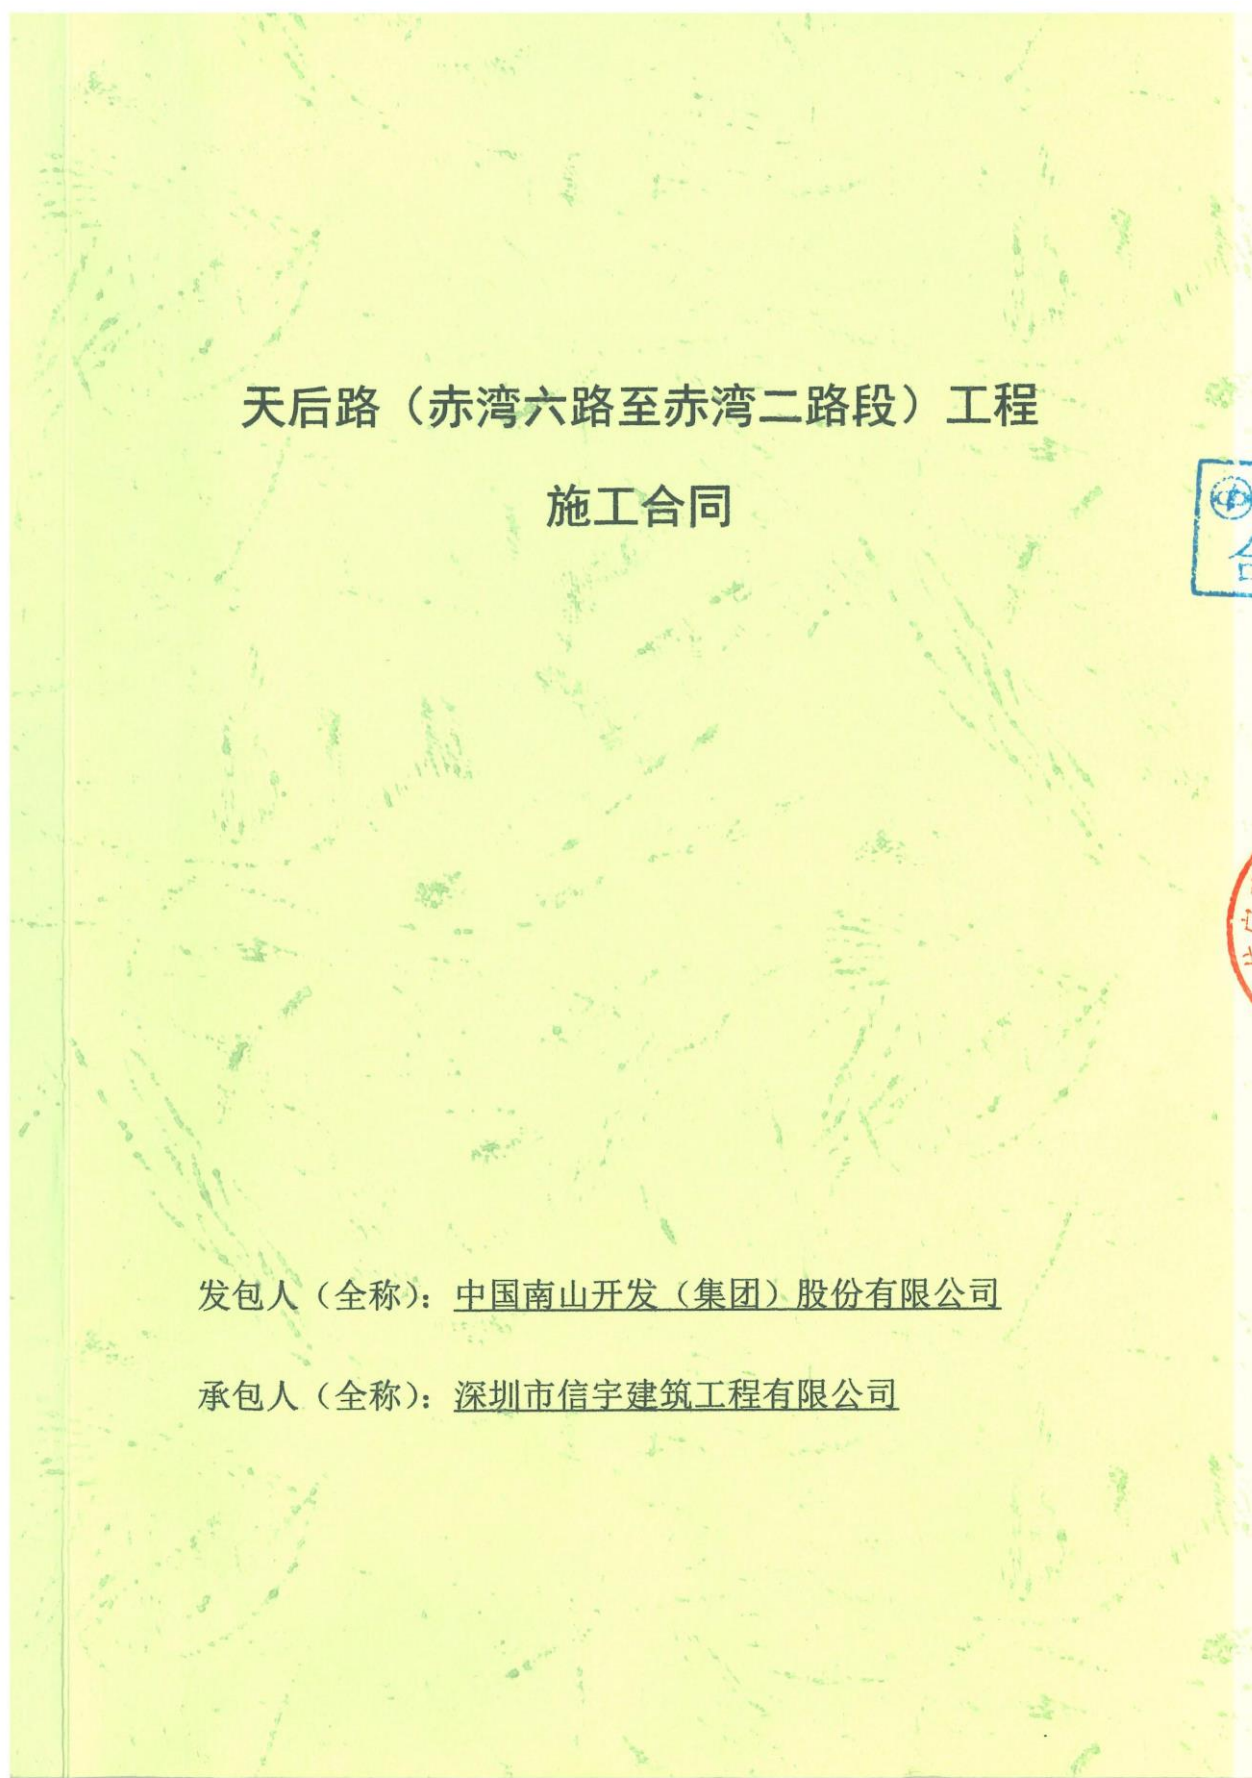 天后路（赤湾六路至赤湾二路段）工程
施工合同
合
发包人（全称）：中国南山开发（集团）股份有限公司
承包人（全称）：深圳市信宇建筑工程有限公司